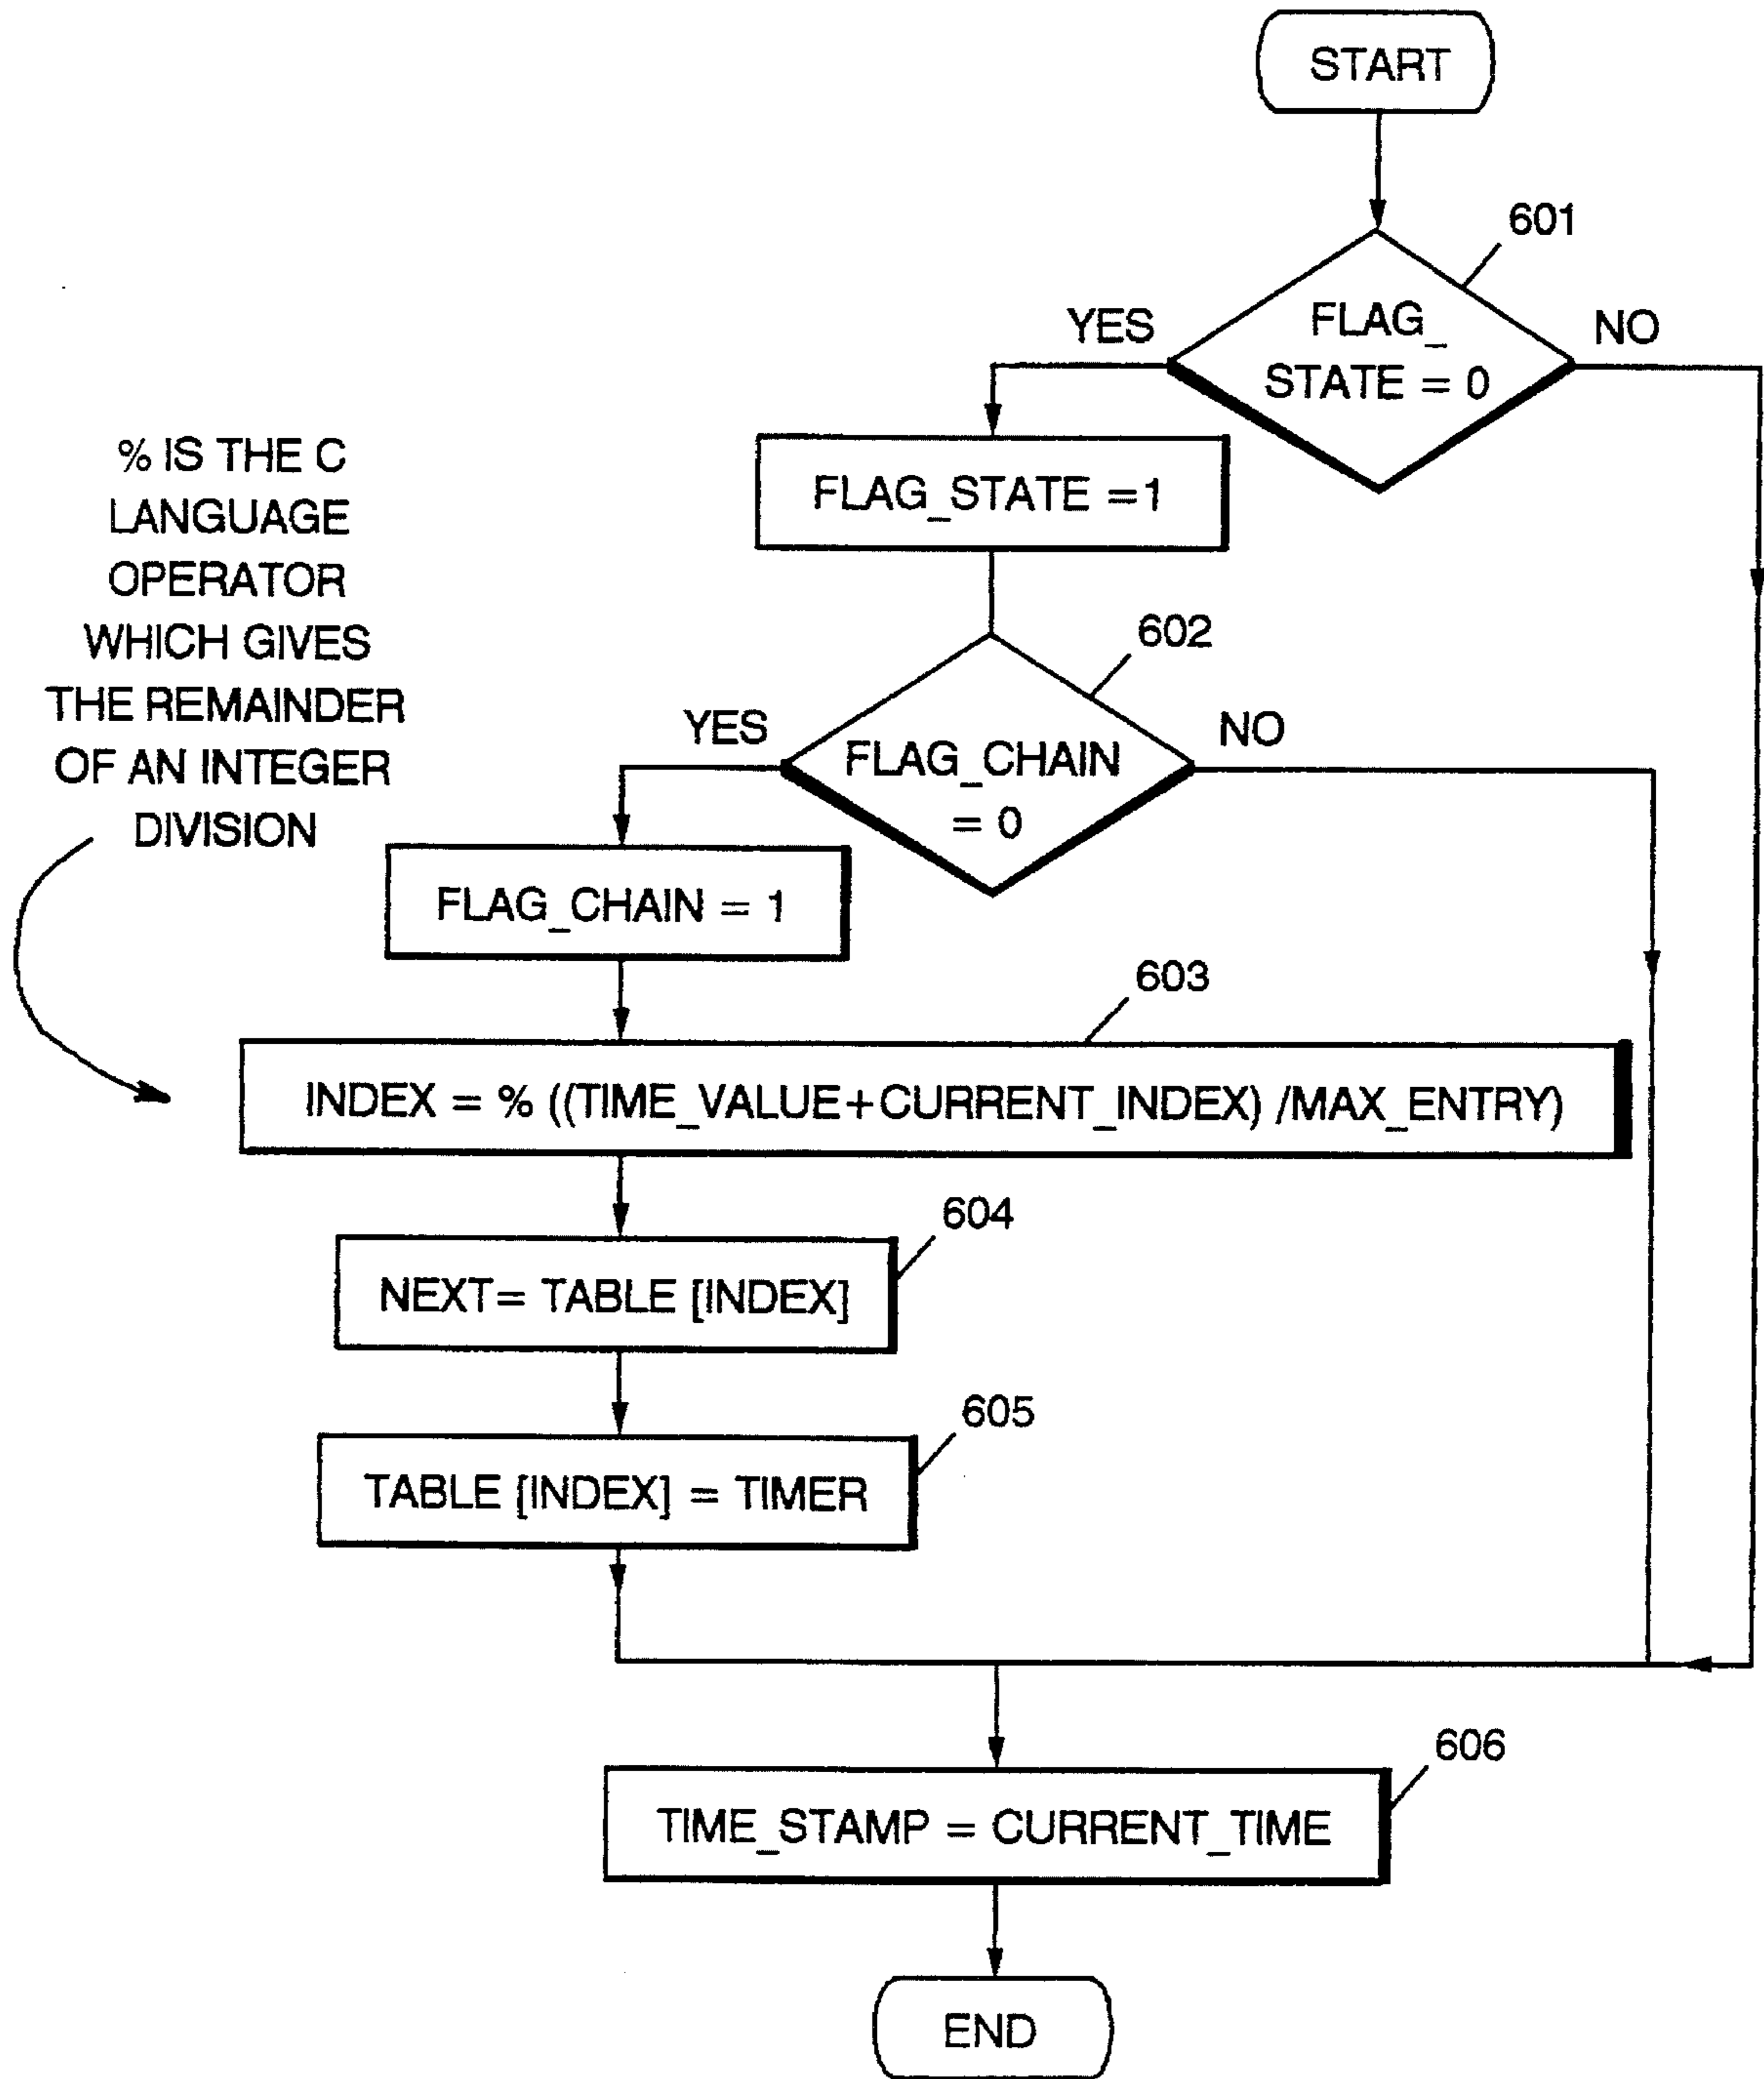 START
601
YES
FLAG_
STATE = 0
NO
% IS THE C
LANGUAGE
OPERATOR
WHICH GIVES
THE REMAINDER
OF AN INTEGER
DIVISION
FLAG_STATE =1
602
YES
FLAG_CHAIN
= 0
NO
FLAG_CHAIN = 1
603
INDEX = % ((TIME_VALUE+CURRENT_INDEX) /MAX_ENTRY)
604
NEXT= TABLE [INDEX]
605
TABLE [INDEX] = TIMER
606
TIME_STAMP = CURRENT_TIME
END